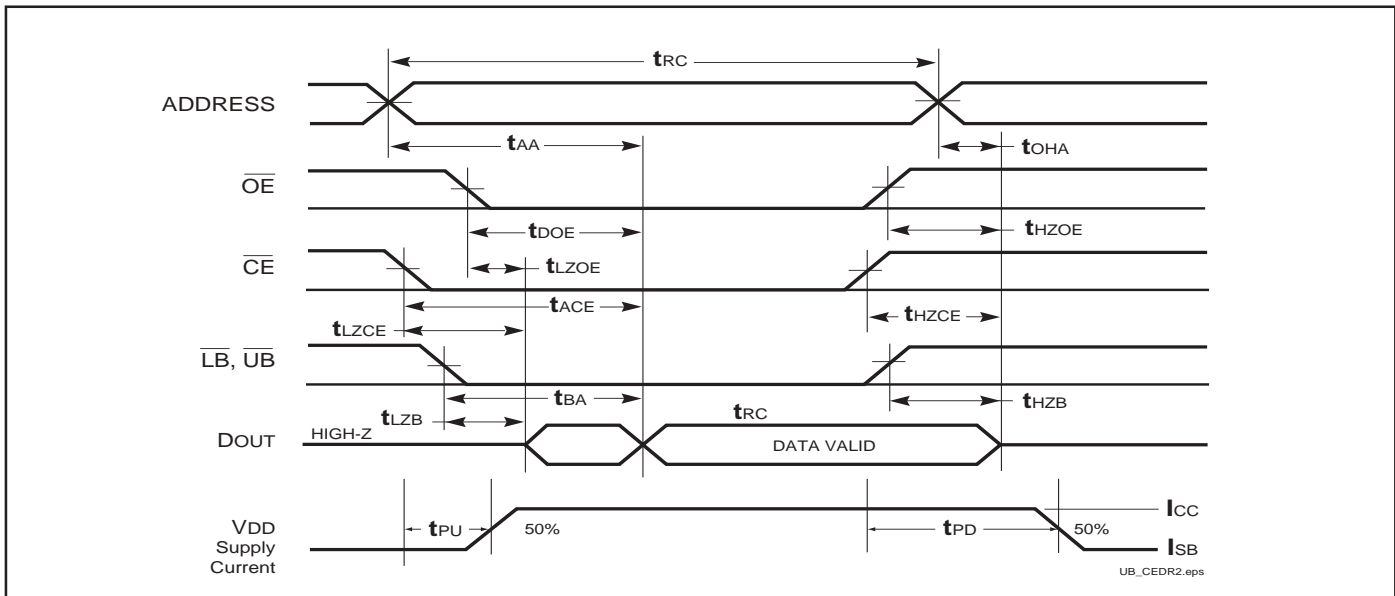 tRC
ADDRESS
tAA
tOHA
OE
tDOE
tHZOE
CE
tLZOE
tACE
tHZCE
tLZCE
LB, UB
tBA
tHZB
tLZB
tRC
DOUT
HIGH-Z
DATA VALID
ICC
VDD
Supply
Current
tPU
50%
tPD
50%
ISB
UB_CEDR2.eps